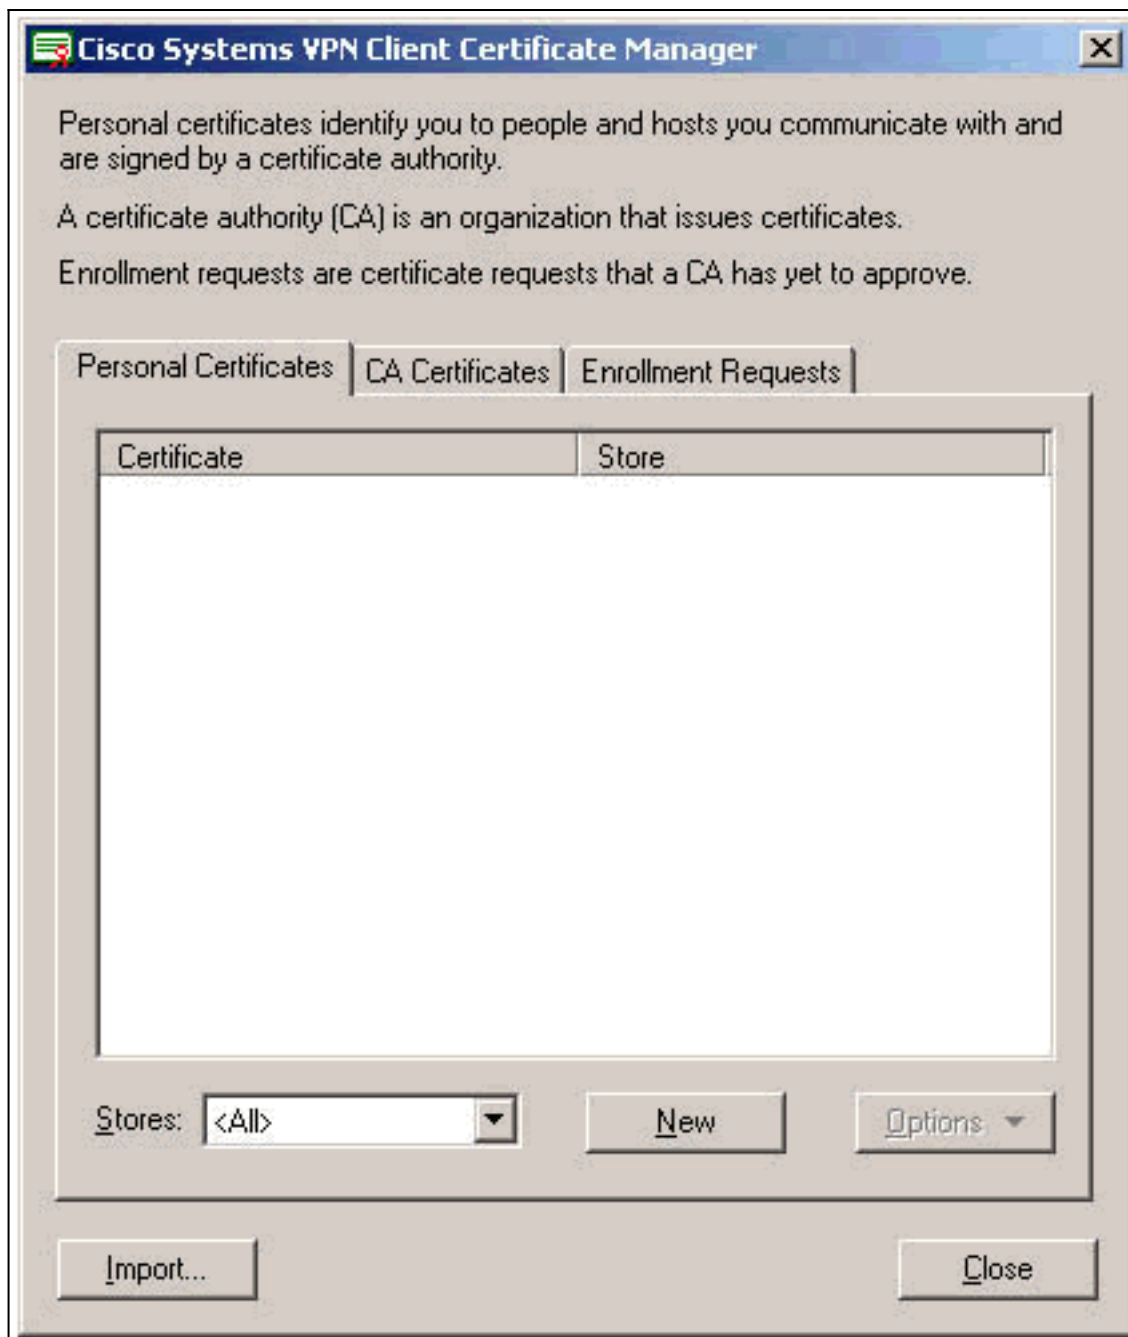 Cisco Systems VPN Client Certificate Manager
Personal certificates identify you to people and hosts you communicate with and
are signed by a certificate authority.
A certificate authority (CA) is an organization that issues certificates.
Enrollment requests are certificate requests that a CA has yet to approve.
Personal Certificates CA Certificates Enrollment Requests
Certificate Store
Stores: <All> New Options
Import... Close